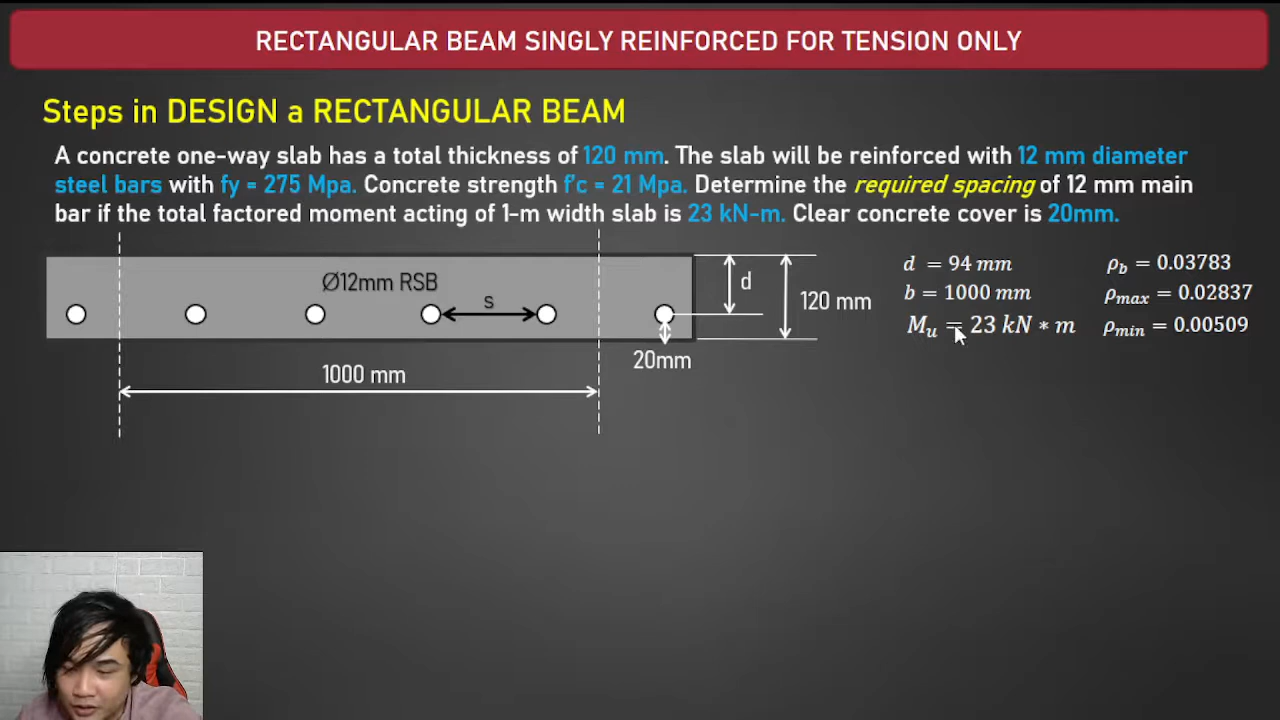 RECTANGULAR BEAM SINGLY REINFORCED FOR TENSION ONLY
Steps in DESIGN a RECTANGULAR BEAM
A concrete one-way slab has a total thickness of 120 mm. The slab will be reinforced with 12 mm diameter
steel bars with fy = 275 Mpa. Concrete strength f'c = 21 Mpa. Determine the required spacing of 12 mm main
bar if the total factored moment acting of 1-m width slab is 23 kN-m. Clear concrete cover is 20mm.
Ø12mm RSB
s
d
120 mm
20mm
1000 mm
d = 94 mm
b = 1000 mm
Mᵤ = 23 kN * m
ρb = 0.03783
ρmax = 0.02837
ρmin = 0.00509